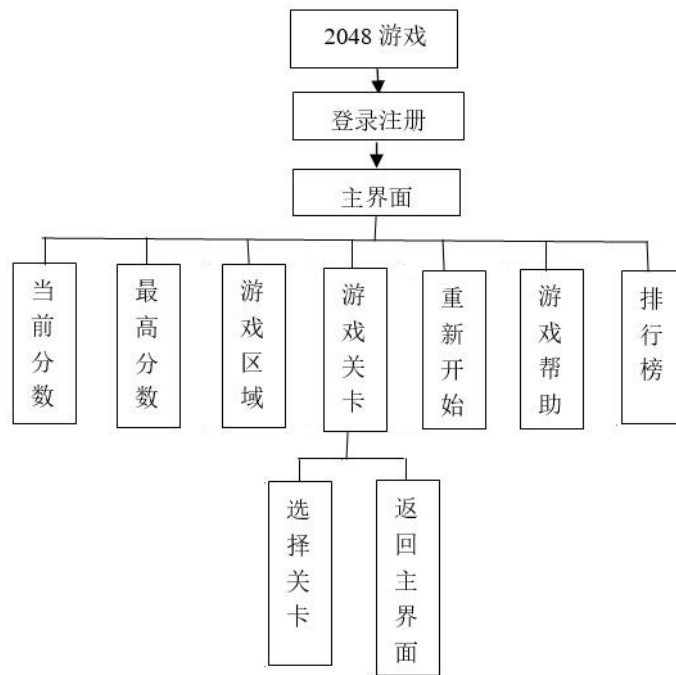 2048 游戏
登录注册
主界面
当前分数
最高分数
游戏区域
游戏关卡
重新开始
游戏帮助
排行榜
选择关卡
返回主界面